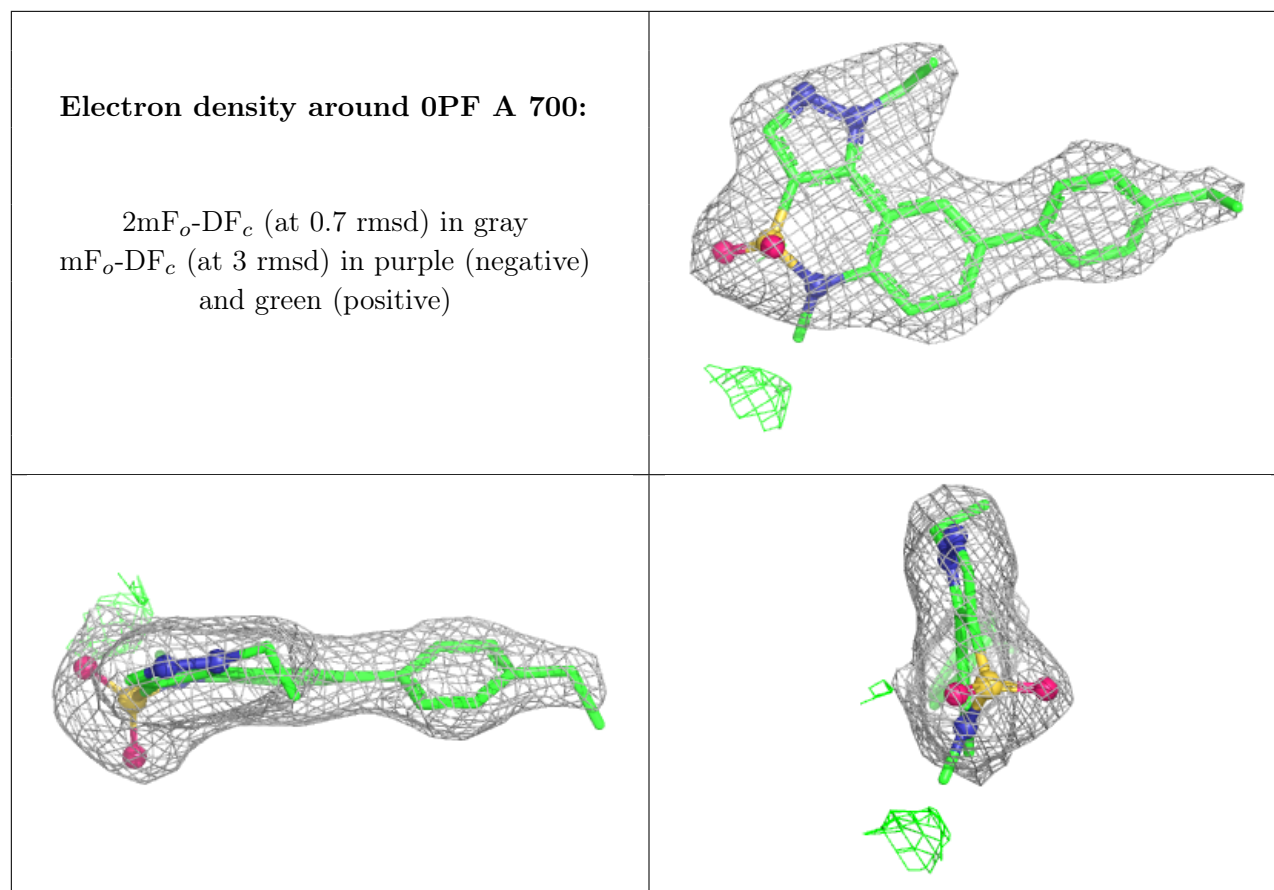 Electron density around 0PF A 700:
2mFo-DFc (at 0.7 rmsd) in gray
mFo-DFc (at 3 rmsd) in purple (negative)
and green (positive)